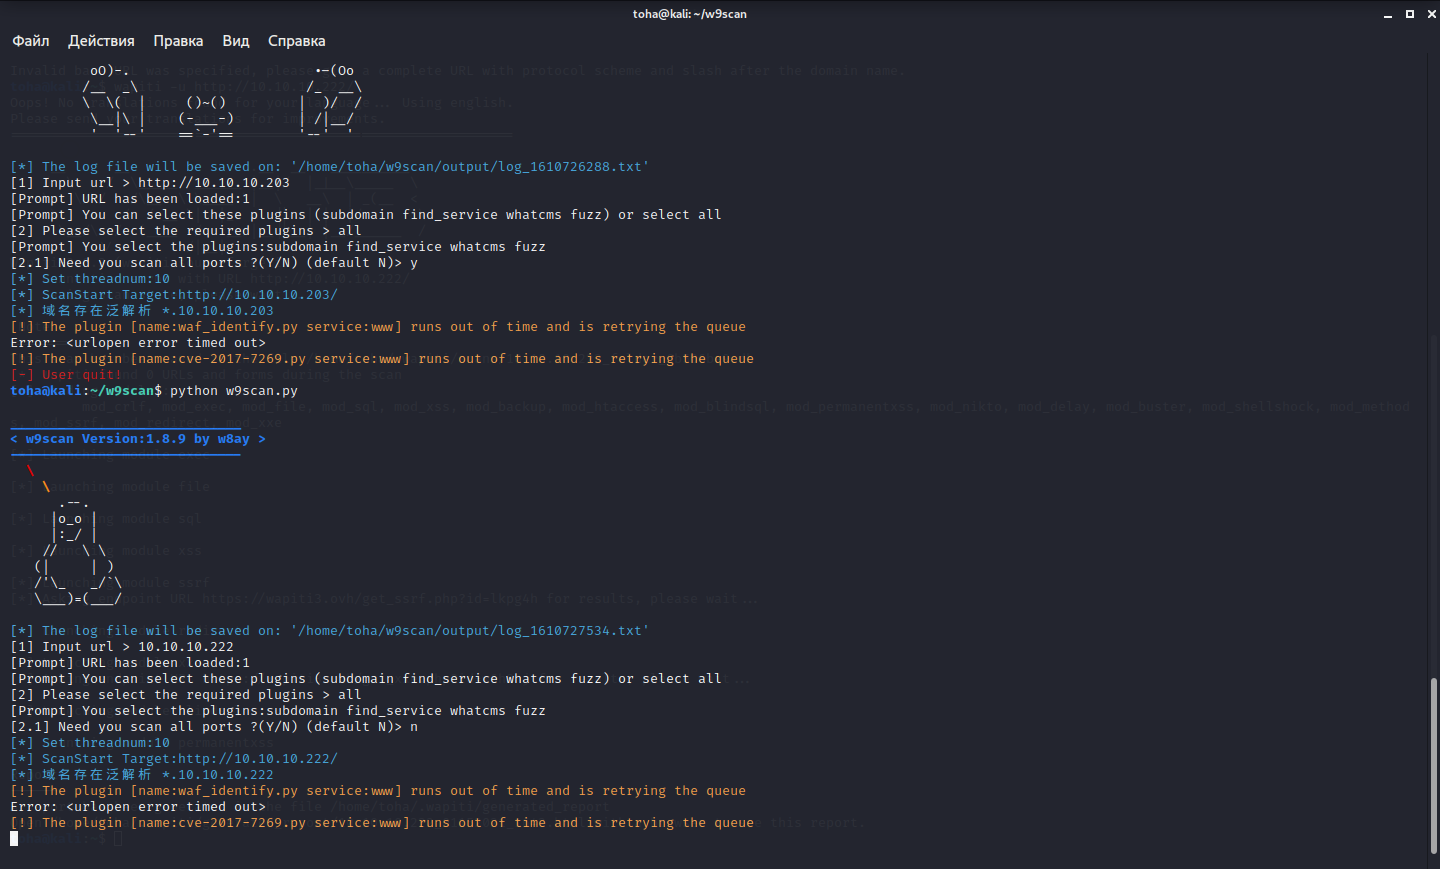 toha@kali: ~/w9scan
Файл Действия Правка Вид Справка
[*] The log file will be saved on: '/home/toha/w9scan/output/log_1610726288.txt'
[1] Input url > http://10.10.10.203
[Prompt] URL has been loaded:1
[Prompt] You can select these plugins (subdomain find_service whatcms fuzz) or select all
[2] Please select the required plugins > all
[Prompt] You select the plugins:subdomain find_service whatcms fuzz
[2.1] Need you scan all ports ?(Y/N) (default N)> y
[*] Set threadnum:10
[*] ScanStart Target:http://10.10.10.203/
[*] 域名存在泛解析 *.10.10.10.203
[!] The plugin [name:waf_identify.py service:www] runs out of time and is retrying the queue
Error: <urlopen error timed out>
[!] The plugin [name:cve-2017-7269.py service:www] runs out of time and is retrying the queue
[-] User quit!
toha@kali:~/w9scan$ python w9scan.py
< w9scan Version:1.8.9 by w8ay >
[*] The log file will be saved on: '/home/toha/w9scan/output/log_1610727534.txt'
[1] Input url > 10.10.10.222
[Prompt] URL has been loaded:1
[Prompt] You can select these plugins (subdomain find_service whatcms fuzz) or select all
[2] Please select the required plugins > all
[Prompt] You select the plugins:subdomain find_service whatcms fuzz
[2.1] Need you scan all ports ?(Y/N) (default N)> n
[*] Set threadnum:10
[*] ScanStart Target:http://10.10.10.222/
[*] 域名存在泛解析 *.10.10.10.222
[!] The plugin [name:waf_identify.py service:www] runs out of time and is retrying the queue
Error: <urlopen error timed out>
[!] The plugin [name:cve-2017-7269.py service:www] runs out of time and is retrying the queue